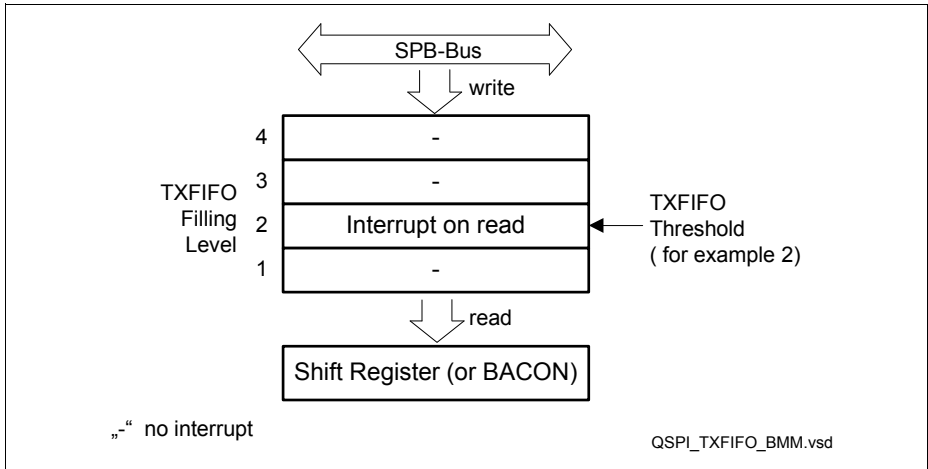 SPB-Bus
write
4
-
3
-
TXFIFO
Filling
Level
2
Interrupt on read
TXFIFO
Threshold
( for example 2)
1
-
read
Shift Register (or BACON)
„-“ no interrupt
QSPI_TXFIFO_BMM.vsd